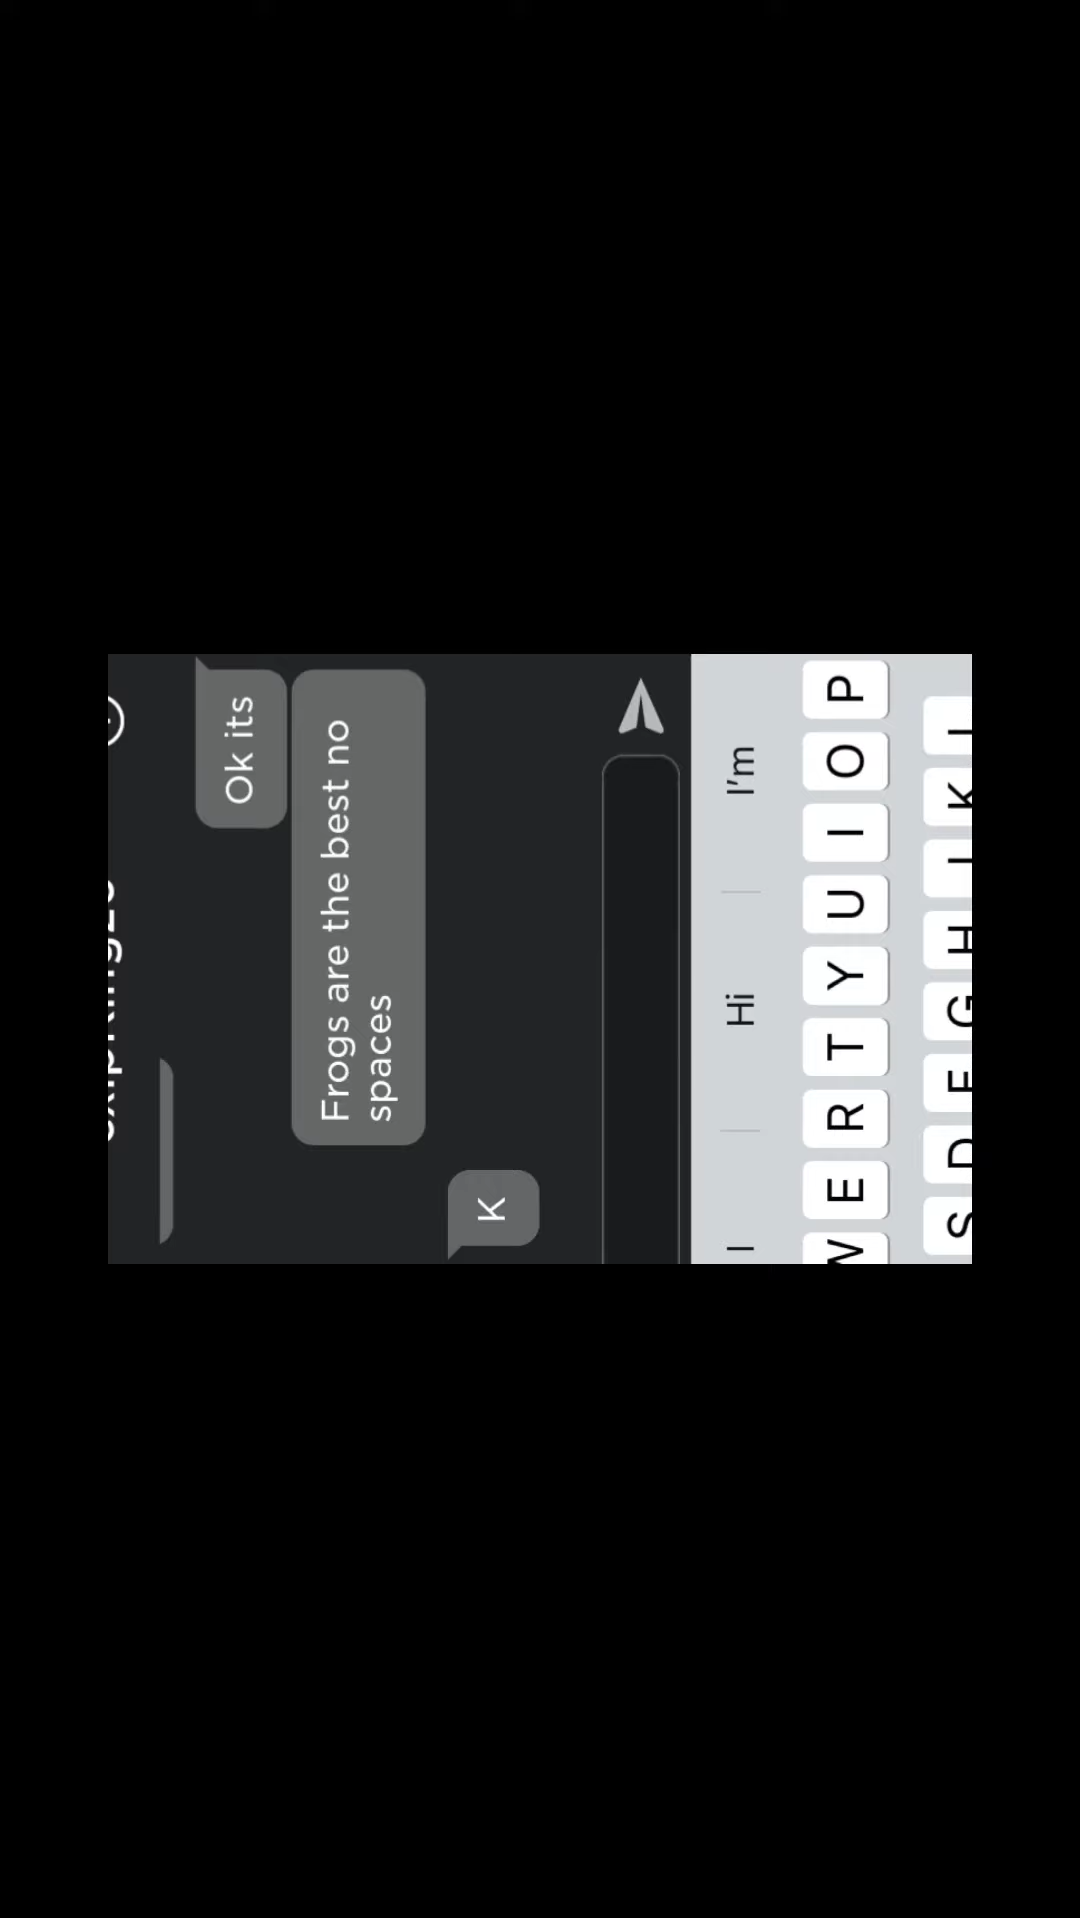 Ok its
Frogs are the best no
spaces
K
I Hi I'm
E R T Y U I O P